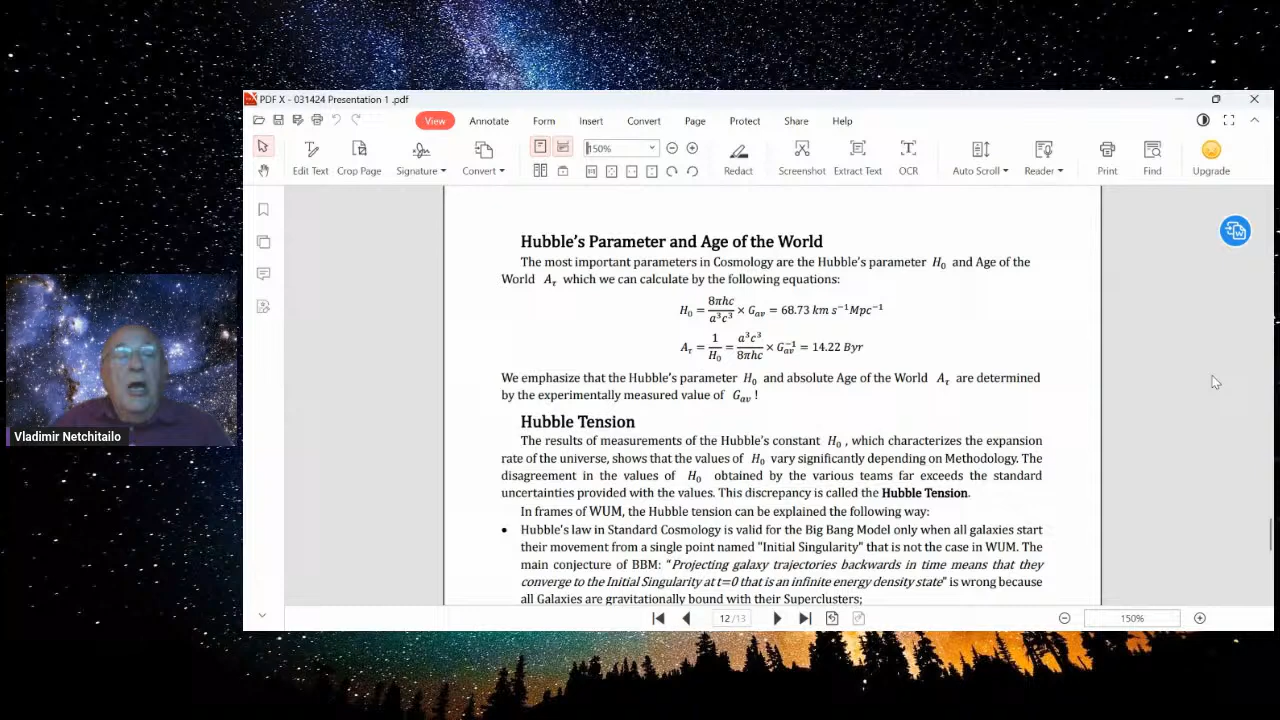 PDF X - 031424 Presentation 1 .pdf
View Annotate Form Insert Convert Page Protect Share Help
150%
Edit Text Crop Page Signature Convert Redact Screenshot Extract Text OCR Auto Scroll Reader Print Find Upgrade
Hubble's Parameter and Age of the World
The most important parameters in Cosmology are the Hubble's parameter H₀ and Age of the
World A_τ which we can calculate by the following equations:
H₀ = 8πhc / a³c³ × G_av = 68.73 km s⁻¹Mpc⁻¹
A_τ = 1 / H₀ = a³c³ / 8πhc × G_av⁻¹ = 14.22 Byr
We emphasize that the Hubble's parameter H₀ and absolute Age of the World A_τ are determined
by the experimentally measured value of G_av !
Hubble Tension
The results of measurements of the Hubble's constant H₀ , which characterizes the expansion
rate of the universe, shows that the values of H₀ vary significantly depending on Methodology. The
disagreement in the values of H₀ obtained by the various teams far exceeds the standard
uncertainties provided with the values. This discrepancy is called the Hubble Tension.
In frames of WUM, the Hubble tension can be explained the following way:
• Hubble's law in Standard Cosmology is valid for the Big Bang Model only when all galaxies start
their movement from a single point named "Initial Singularity" that is not the case in WUM. The
main conjecture of BBM: "Projecting galaxy trajectories backwards in time means that they
converge to the Initial Singularity at t=0 that is an infinite energy density state" is wrong because
all Galaxies are gravitationally bound with their Superclusters;
12 /13
150%
Vladimir Netchitailo